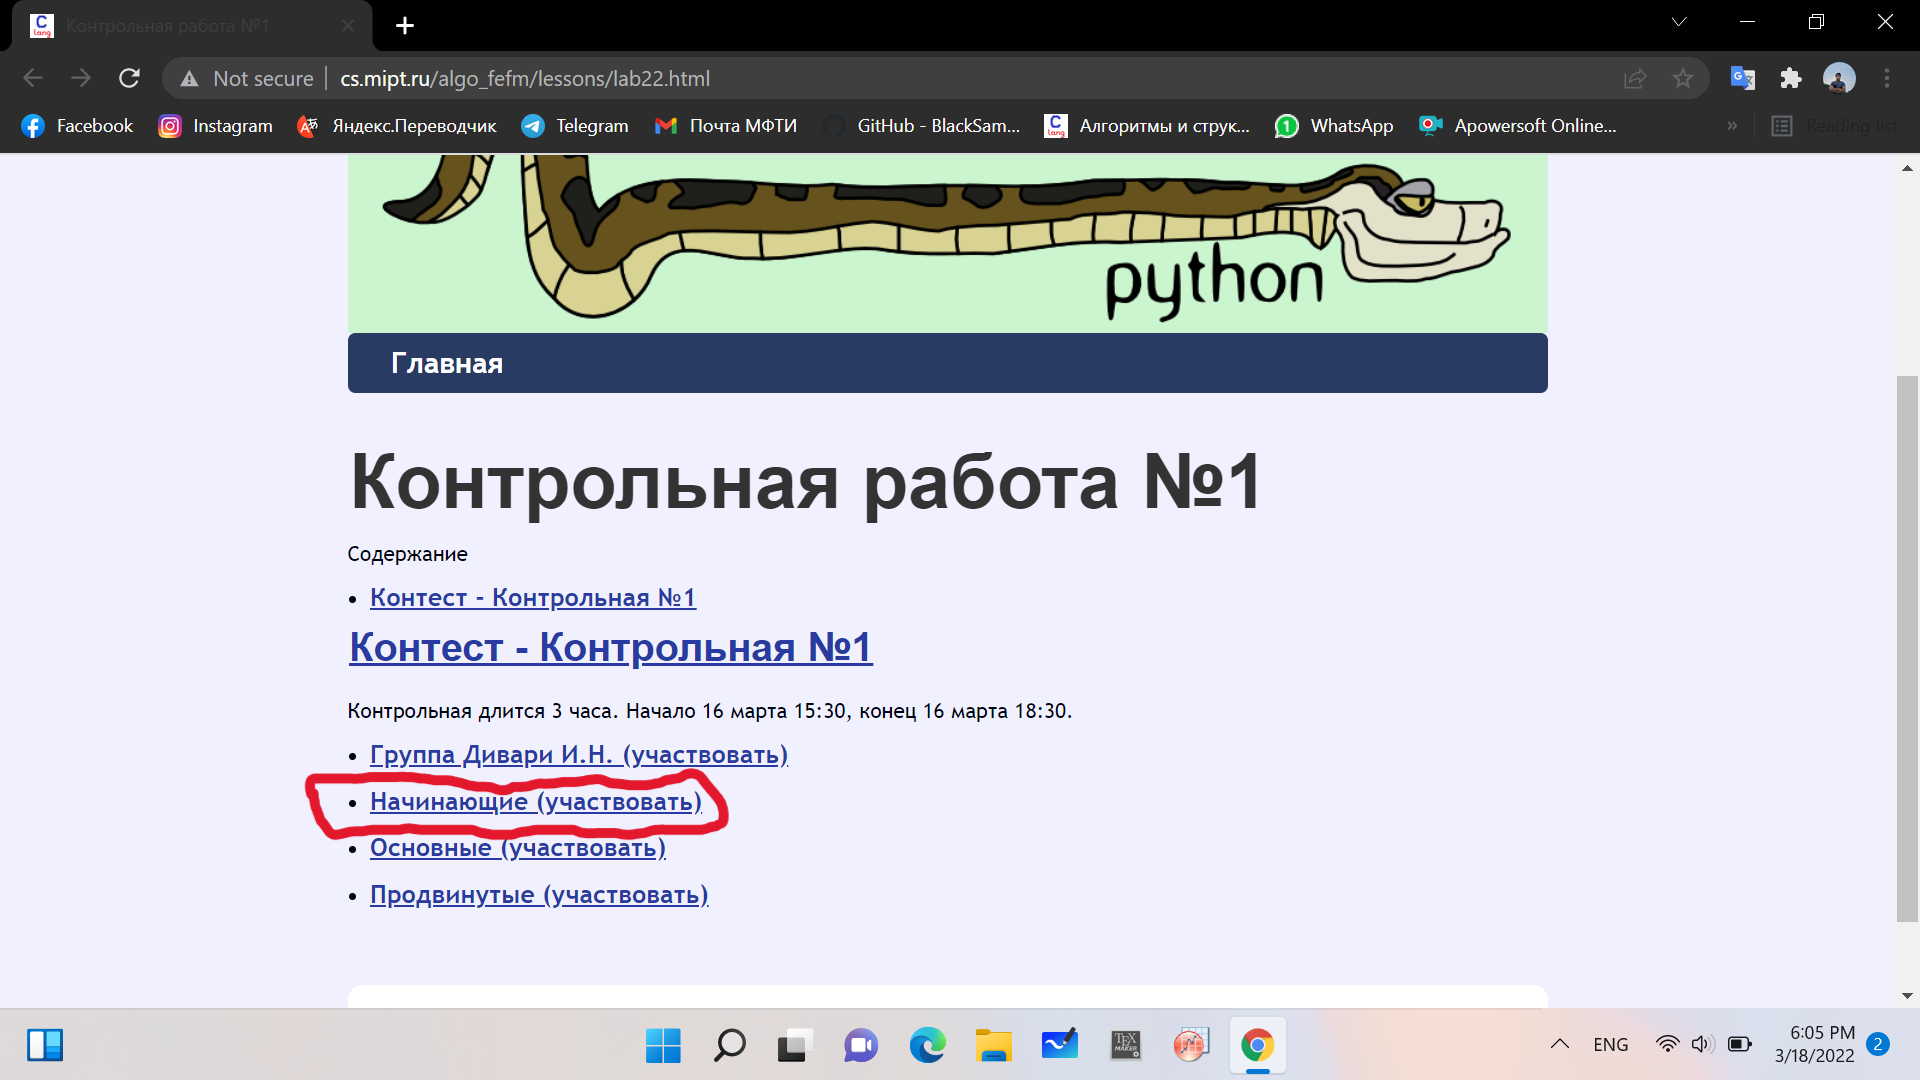 Контрольная работа №1
Not secure | cs.mipt.ru/algo_fefm/lessons/lab22.html
Facebook Instagram Яндекс.Переводчик Telegram Почта МФТИ GitHub - BlackSam... Алгоритмы и струк... WhatsApp Apowersoft Online... » Reading list
python
Главная
Контрольная работа №1
Содержание
• Контест - Контрольная №1
Контест - Контрольная №1
Контрольная длится 3 часа. Начало 16 марта 15:30, конец 16 марта 18:30.
• Группа Дивари И.Н. (участвовать)
• Начинающие (участвовать)
• Основные (участвовать)
• Продвинутые (участвовать)
ENG
6:05 PM
3/18/2022
2